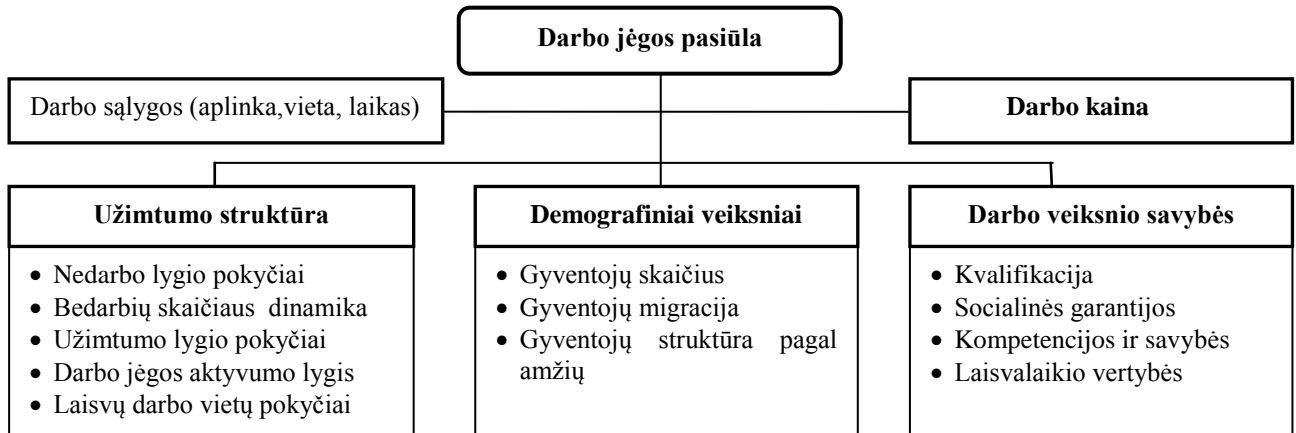 Darbo jėgos pasiūla
Darbo sąlygos (aplinka,vieta, laikas)
Darbo kaina
Užimtumo struktūra
• Nedarbo lygio pokyčiai
• Bedarbių skaičiaus dinamika
• Užimtumo lygio pokyčiai
• Darbo jėgos aktyvumo lygis
• Laisvų darbo vietų pokyčiai
Demografiniai veiksniai
• Gyventojų skaičius
• Gyventojų migracija
• Gyventojų struktūra pagal
amžių
Darbo veiksnio savybės
• Kvalifikacija
• Socialinės garantijos
• Kompetencijos ir savybės
• Laisvalaikio vertybės